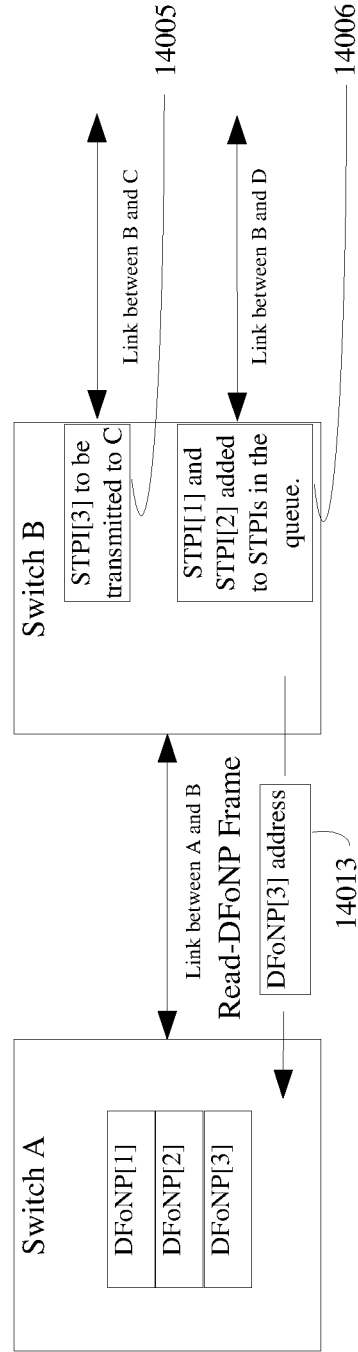 Switch A
DFoNP[1]
DFoNP[2]
DFoNP[3]
Link between A and B
Read-DFoNP Frame
DFoNP[3] address
14013
Switch B
STPI[3] to be
transmitted to C
STPI[1] and
STPI[2] added
to STPIs in the
queue.
Link between B and C
Link between B and D
14005
14006